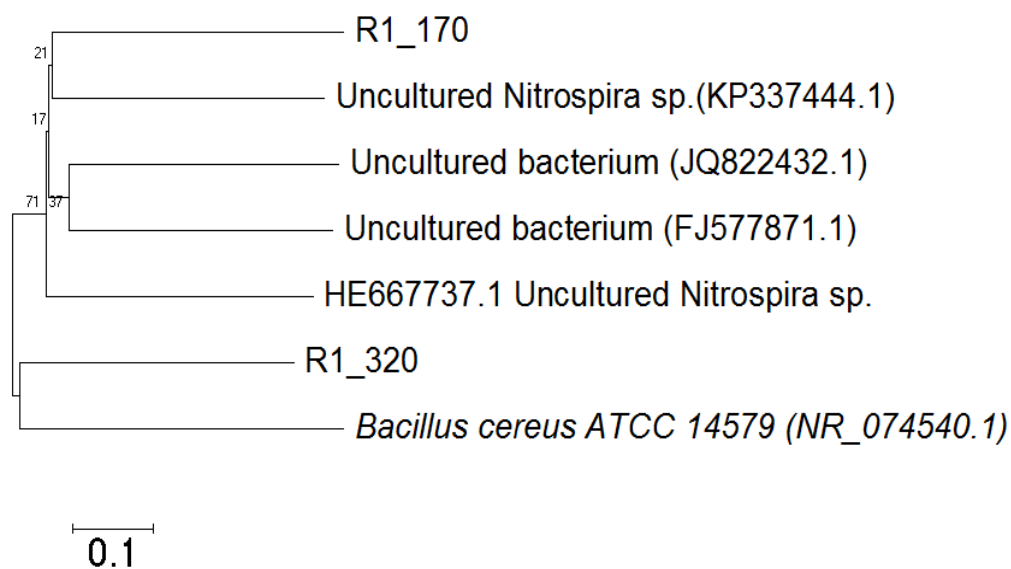 R1_170
21
Uncultured Nitrospira sp.(KP337444.1)
17
Uncultured bacterium (JQ822432.1)
71 37
Uncultured bacterium (FJ577871.1)
HE667737.1 Uncultured Nitrospira sp.
R1_320
Bacillus cereus ATCC 14579 (NR_074540.1)
0.1